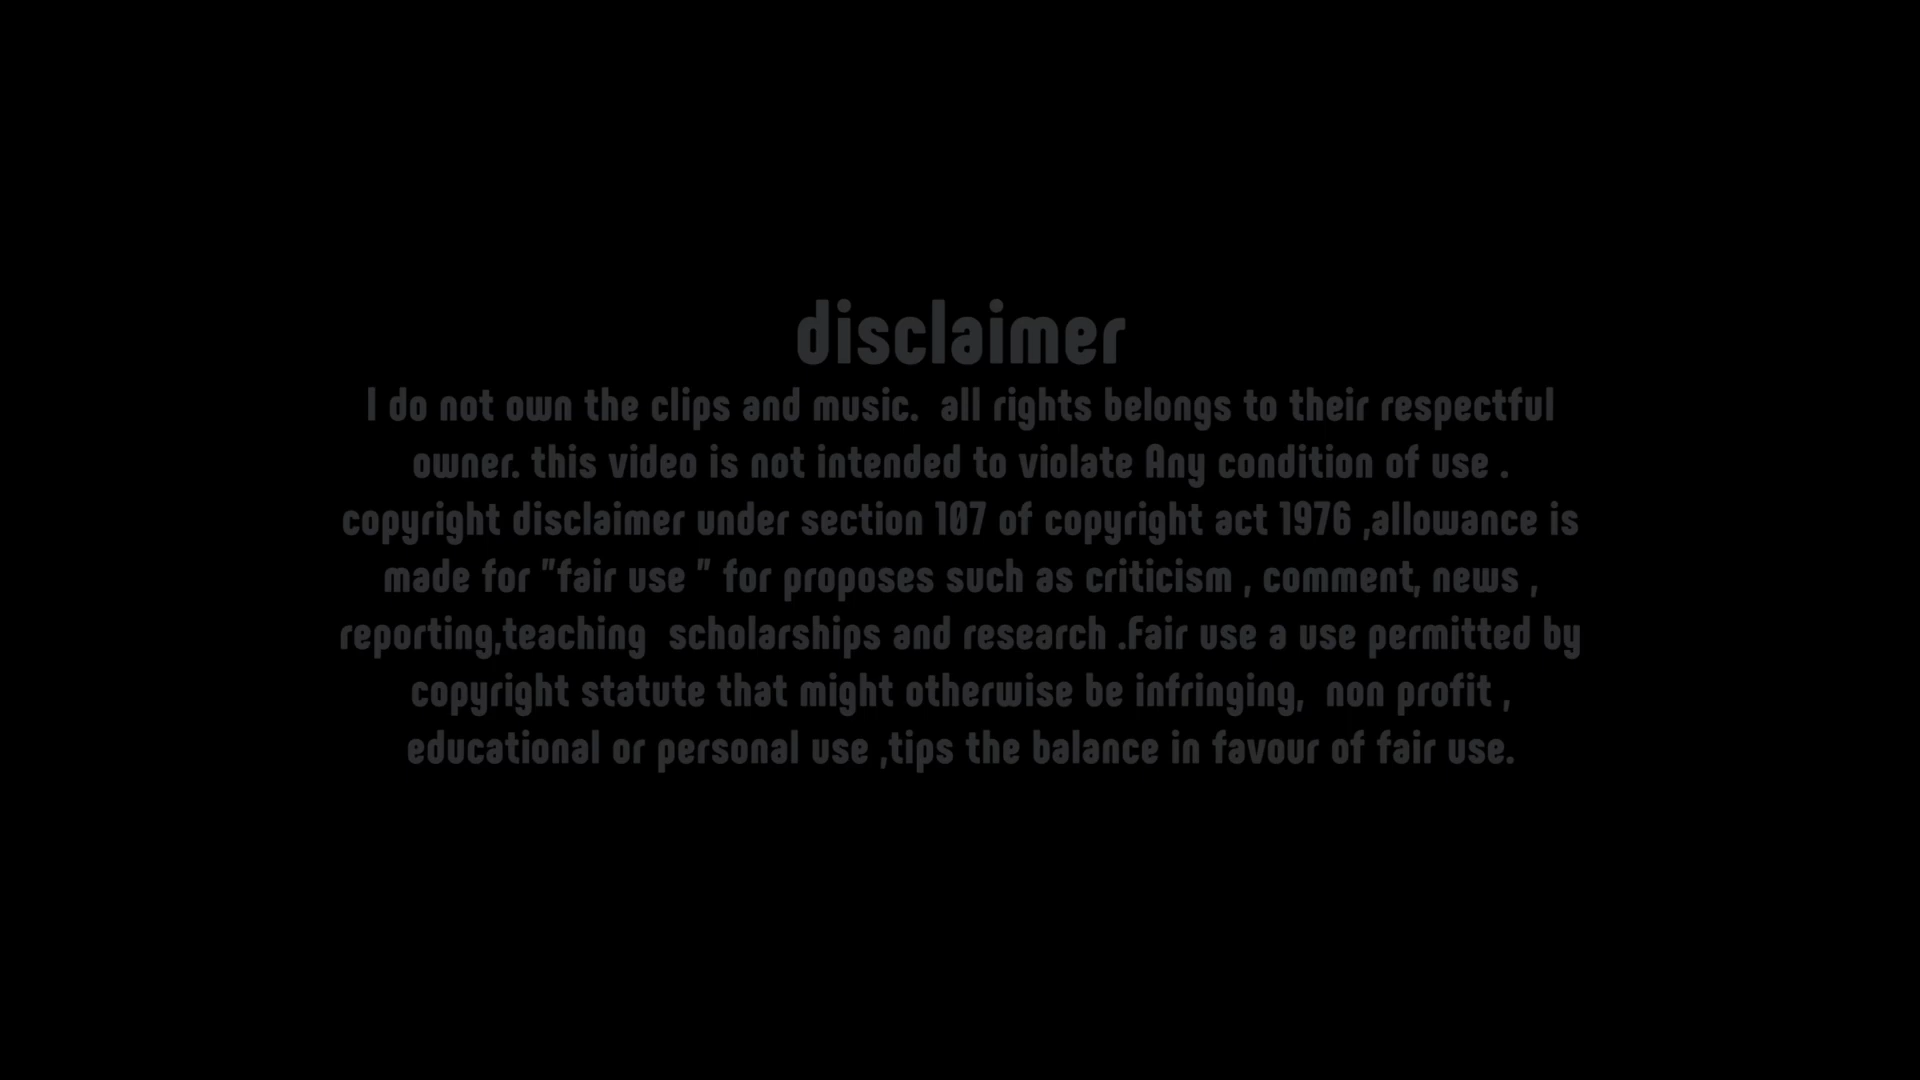 disclaimer
I do not own the clips and music.  all rights belongs to their respectful
owner. this video is not intended to violate Any condition of use .
copyright disclaimer under section 107 of copyright act 1976 ,allowance is
made for "fair use " for proposes such as criticism , comment, news ,
reporting,teaching  scholarships and research .Fair use a use permitted by
copyright statute that might otherwise be infringing,  non profit ,
educational or personal use ,tips the balance in favour of fair use.